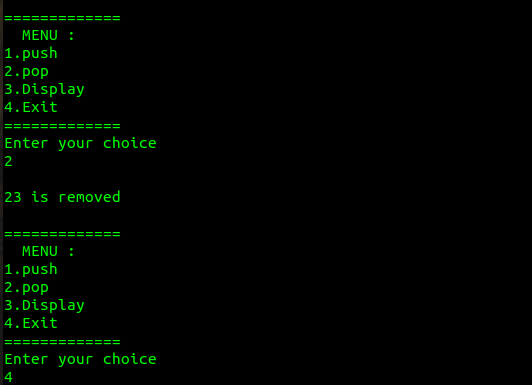 =============
  MENU :
1.push
2.pop
3.Display
4.Exit
=============
Enter your choice
2
23 is removed
=============
  MENU :
1.push
2.pop
3.Display
4.Exit
=============
Enter your choice
4